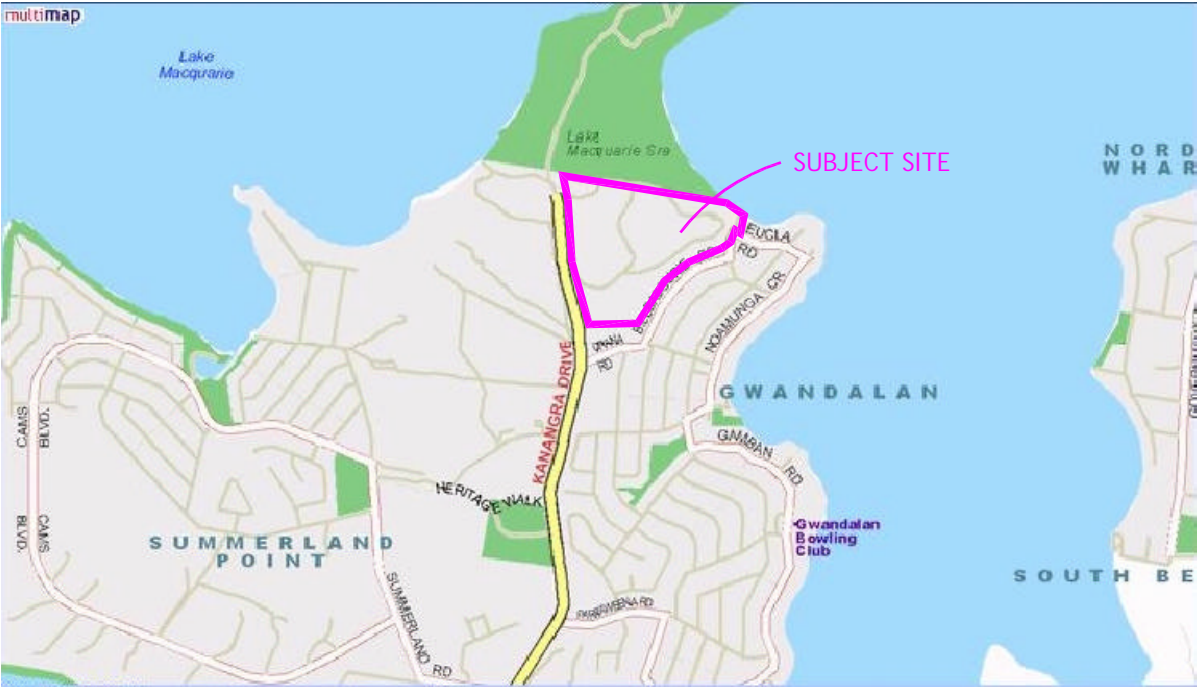 multimap
Lake
Macquarie
Lake
Macquarie Sra
SUBJECT SITE
NORD
WHAR
EUCLA
RD
NOAMUNGA CR
RD
KANANGRA DRIVE
GWANDALAN
CAMS
BLVD.
GAMBAN
RD
HERITAGE WALK
Gwandalan
Bowling
Club
CAMS
BLVD.
SUMMERLAND
POINT
SOUTH BE
SUMMERLAND
RD